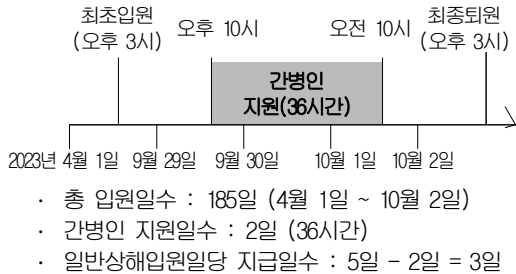 최초입원 최종퇴원
(오후 3시) 오후 10시 오전 10시 (오후 3시)
간병인
지원(36시간)
2023년 4월 1일 9월 29일 9월 30일 10월 1일 10월 2일
· 총 입원일수 : 185일 (4월 1일 ~ 10월 2일)
· 간병인 지원일수 : 2일 (36시간)
· 일반상해입원일당 지급일수 : 5일 - 2일 = 3일